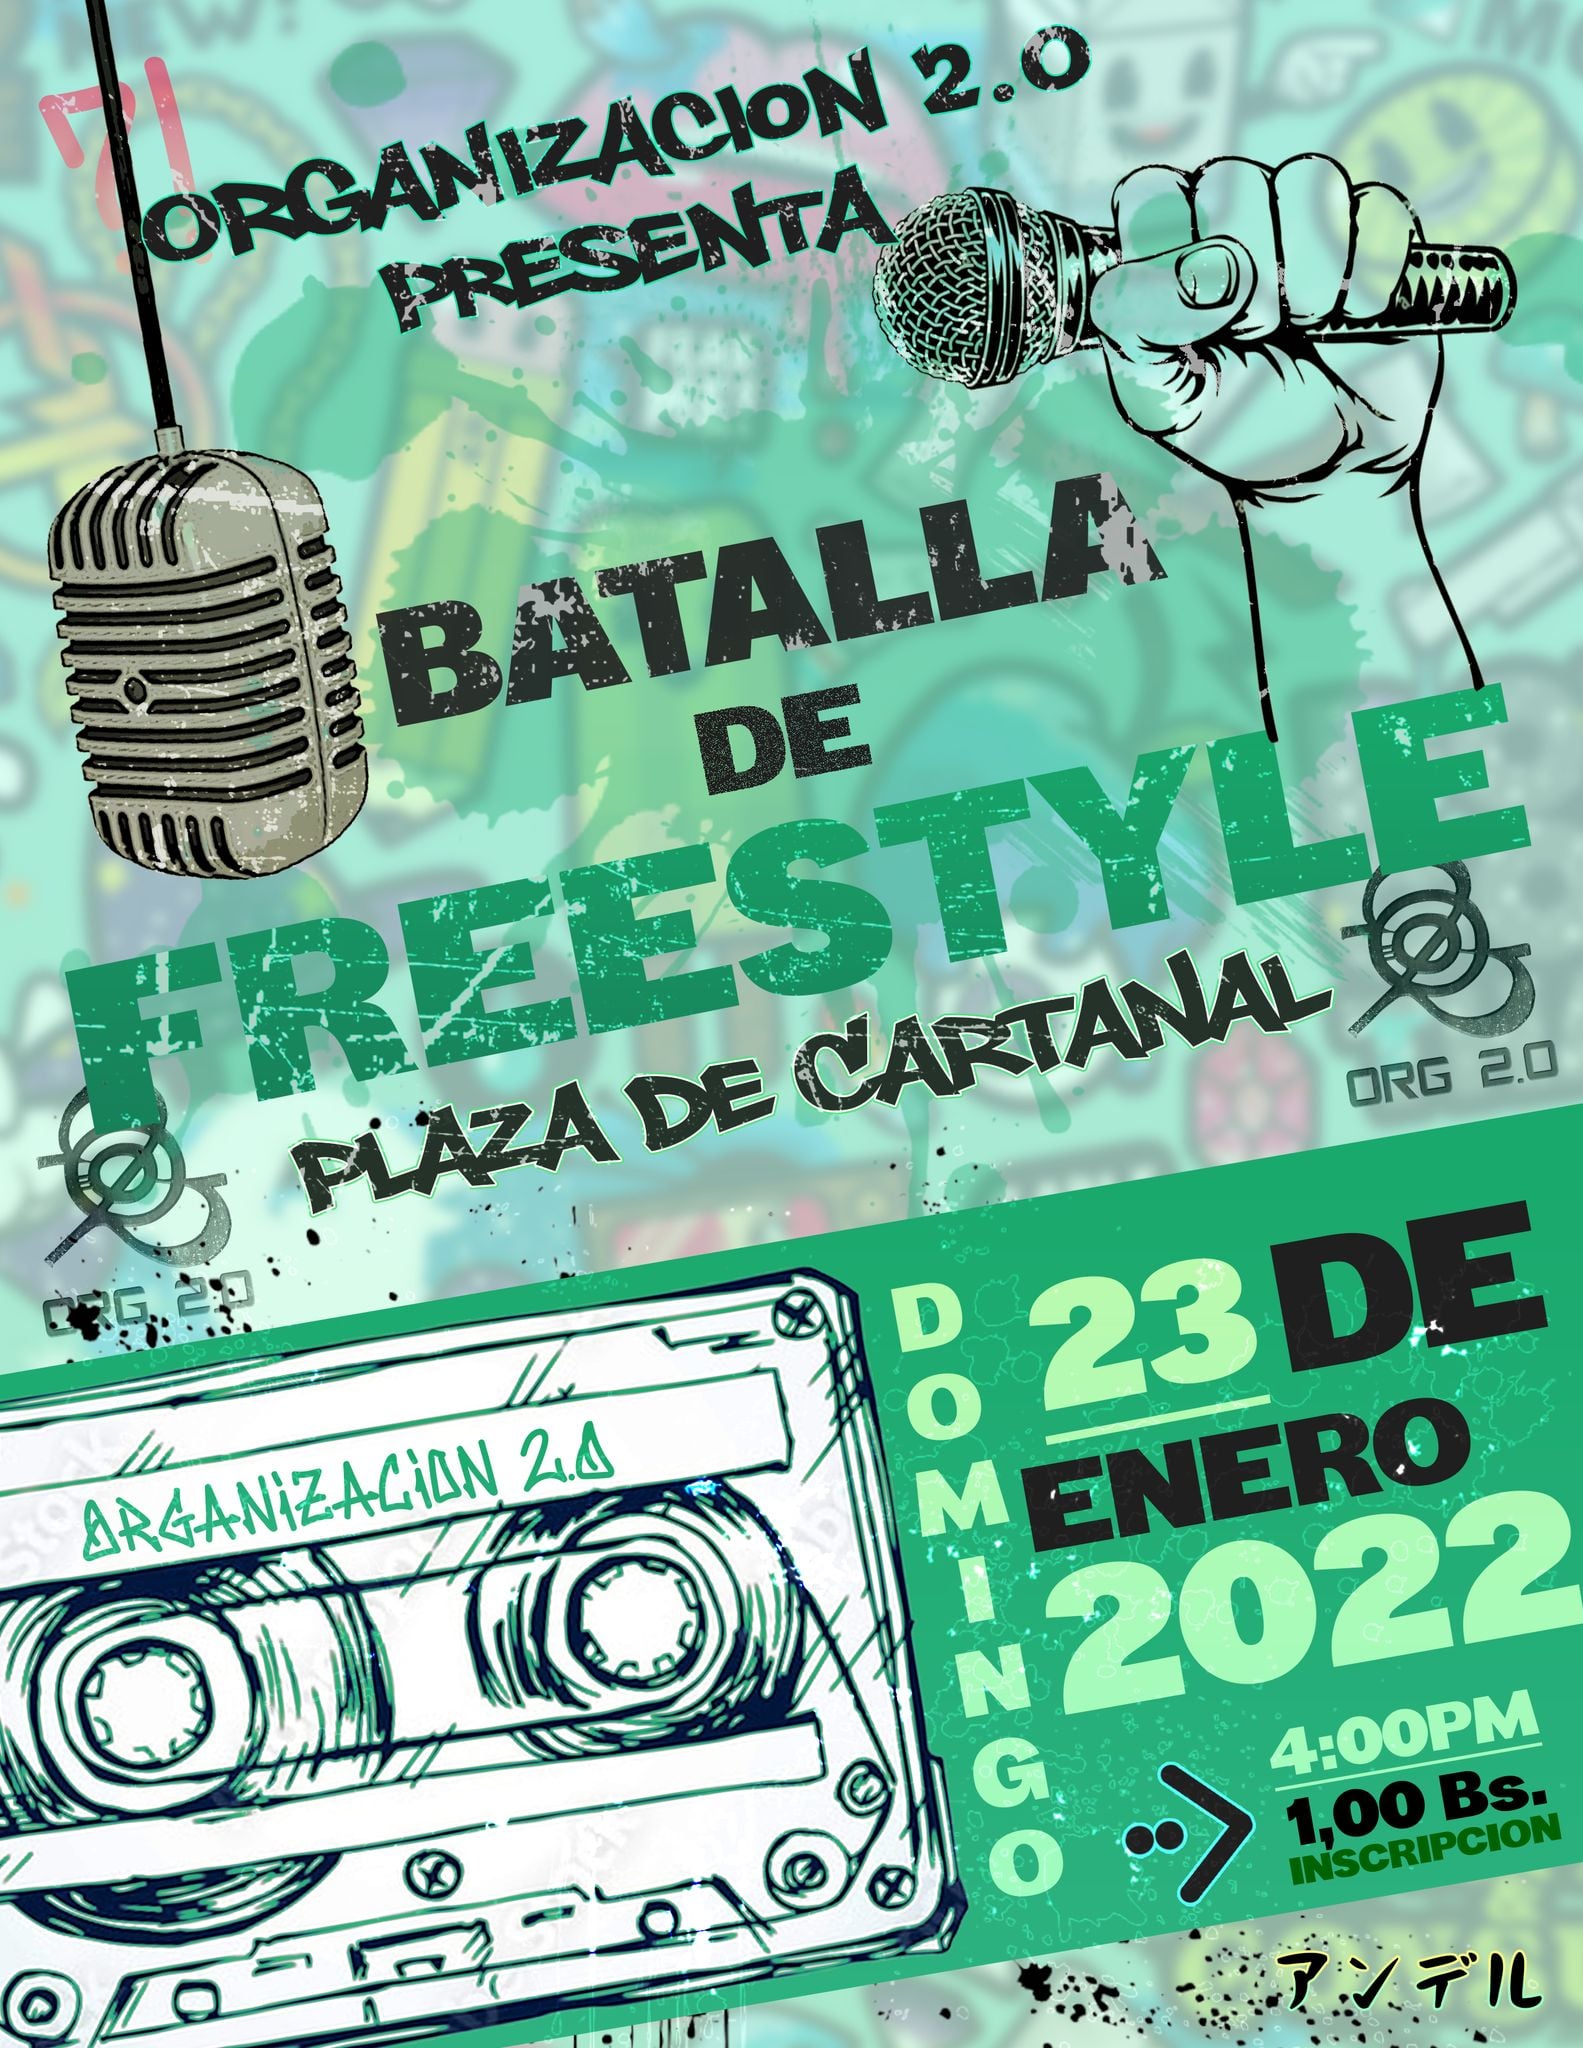 ORGANIZACION 2.0
PRESENTA
BATALLA
DE
FREESTYLE
PLAZA DE CARTANAL
ORG 2.0
ORG 2.0
ORGANIZACION 2.0
DOMINGO
23 DE
ENERO
2022
4:00PM
1,00 Bs.
INSCRIPCION
アンデル